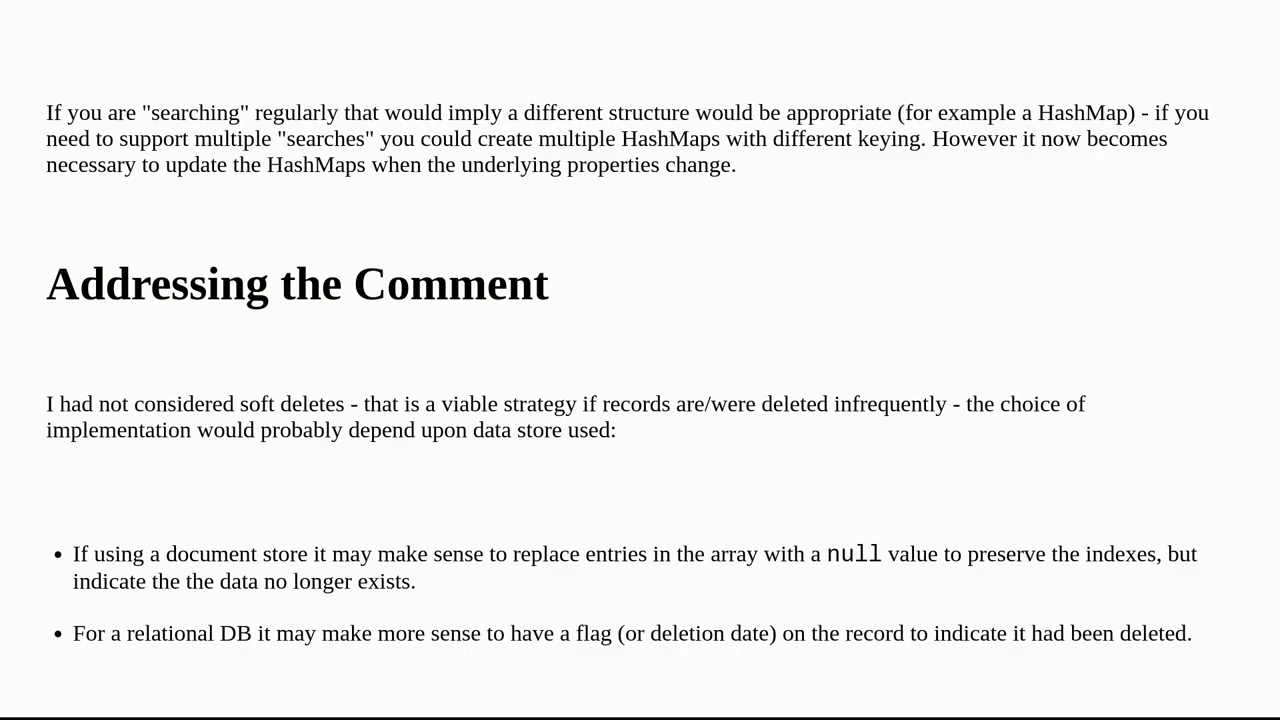 If you are "searching" regularly that would imply a different structure would be appropriate (for example a HashMap) - if you
need to support multiple "searches" you could create multiple HashMaps with different keying. However it now becomes
necessary to update the HashMaps when the underlying properties change.
Addressing the Comment
I had not considered soft deletes - that is a viable strategy if records are/were deleted infrequently - the choice of
implementation would probably depend upon data store used:
• If using a document store it may make sense to replace entries in the array with a null value to preserve the indexes, but
indicate the the data no longer exists.
• For a relational DB it may make more sense to have a flag (or deletion date) on the record to indicate it had been deleted.